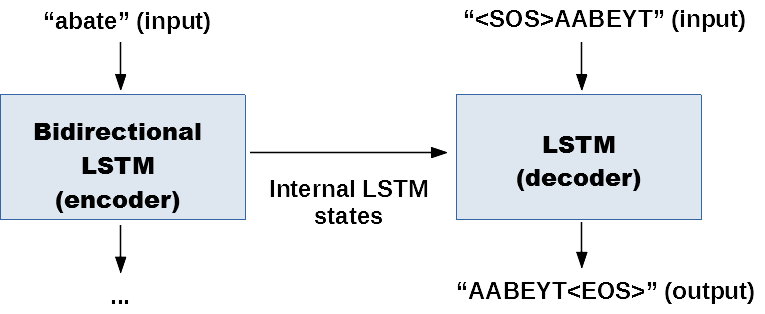 “abate” (input)
“<SOS>AABEYT” (input)
Bidirectional
LSTM
(encoder)
LSTM
(decoder)
Internal LSTM
states
...
“AABEYT<EOS>” (output)